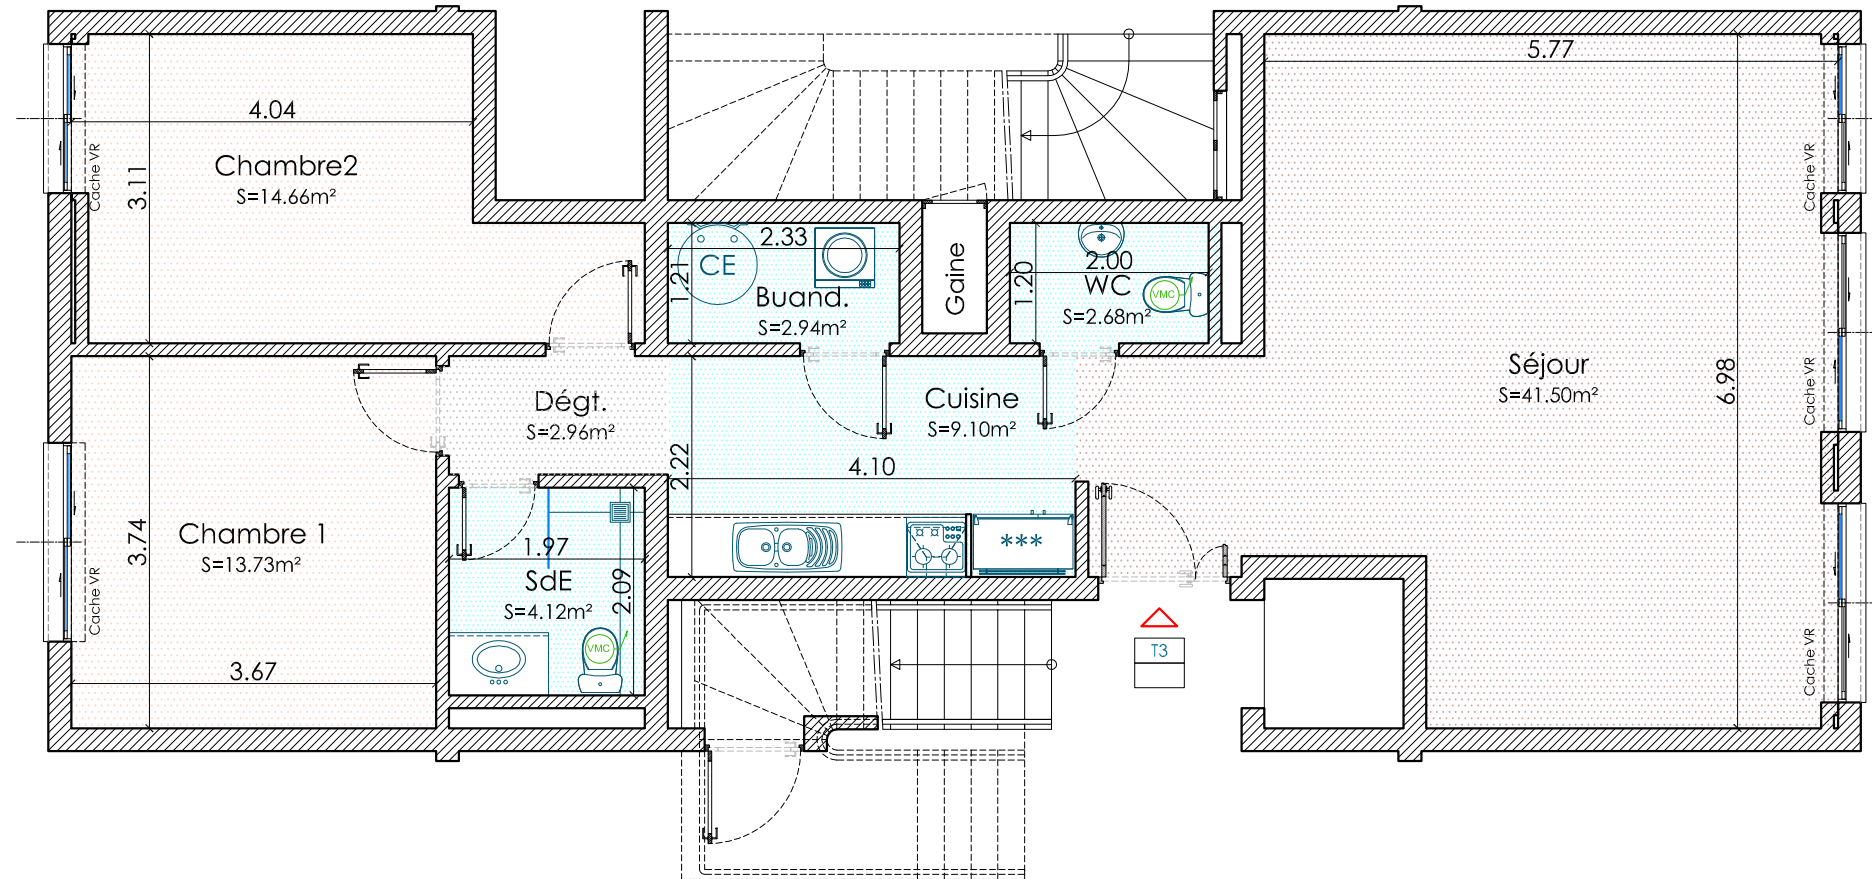 5.77
4.04
Chambre2
S=14.66m²
3.11
Cache VR
Cache VR
2.33
CE
1.21
Buand.
S=2.94m²
Gaine
1.20
2.00
WC
VMC
S=2.68m²
Séjour
S=41.50m²
6.98
Cache VR
Dégt.
S=2.96m²
Cuisine
S=9.10m²
2.22
4.10
Chambre 1
S=13.73m²
3.74
Cache VR
3.67
1.97
SdE
S=4.12m²
2.09
VMC
***
T3
Cache VR